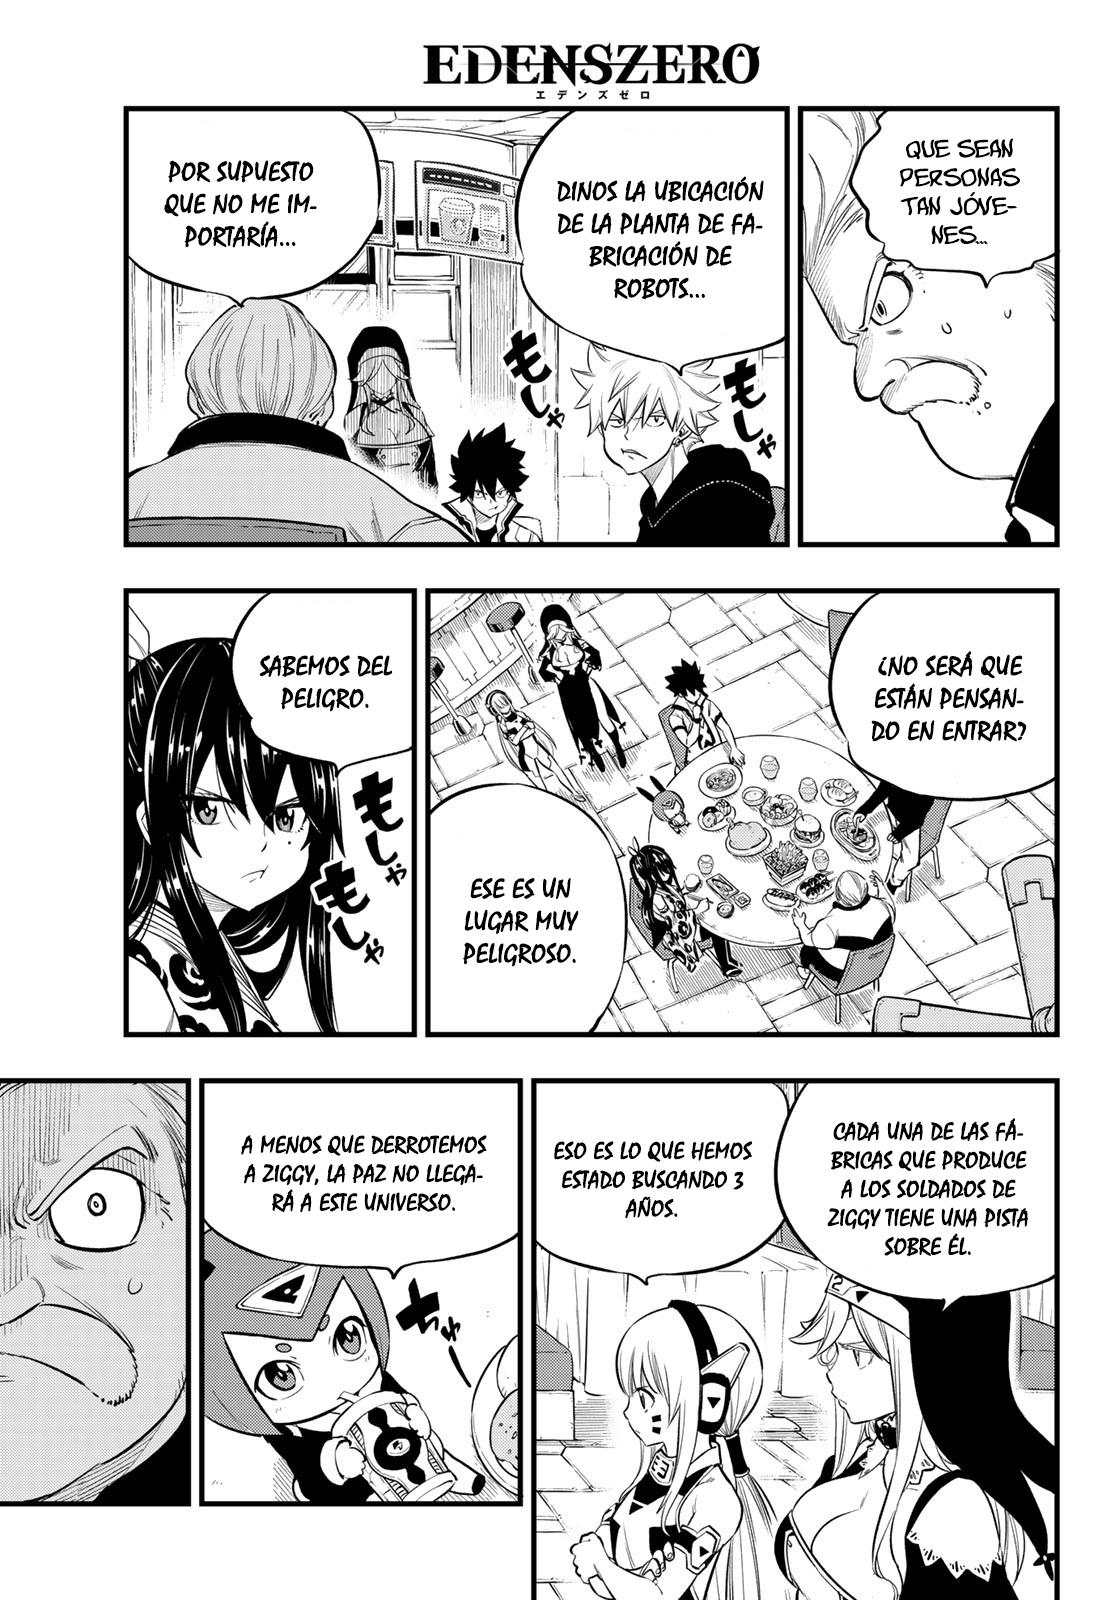 EDENSZERO
エデンズゼロ
QUE SEAN
PERSONAS
TAN JÓVE-
NES...
DINOS LA UBICACIÓN
DE LA PLANTA DE FA-
BRICACIÓN DE
ROBOTS...
POR SUPUESTO
QUE NO ME IM-
PORTARÍA...
もしゃ
もしゃ
¿NO SERÁ QUE
ESTÁN PENSAN-
DO EN ENTRAR?
ESE ES UN
LUGAR MUY
PELIGROSO.
SABEMOS DEL
PELIGRO.
もしゃ
もしゃ
CADA UNA DE LAS FÁ-
BRICAS QUE PRODUCE
A LOS SOLDADOS DE
ZIGGY TIENE UNA PISTA
SOBRE ÉL.
ESO ES LO QUE HEMOS
ESTADO BUSCANDO 3
AÑOS.
A MENOS QUE DERROTEMOS
A ZIGGY, LA PAZ NO LLEGA-
RÁ A ESTE UNIVERSO.
ちゅー
2